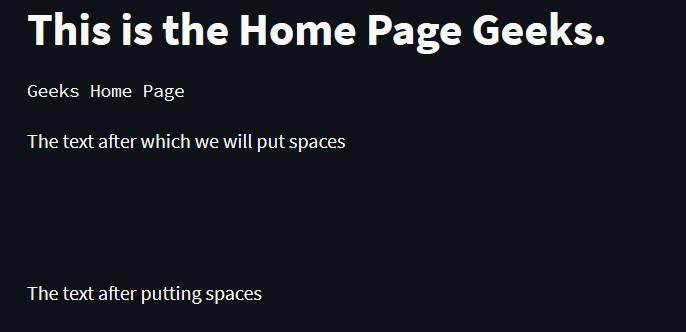 This is the Home Page Geeks.
Geeks Home Page
The text after which we will put spaces
The text after putting spaces